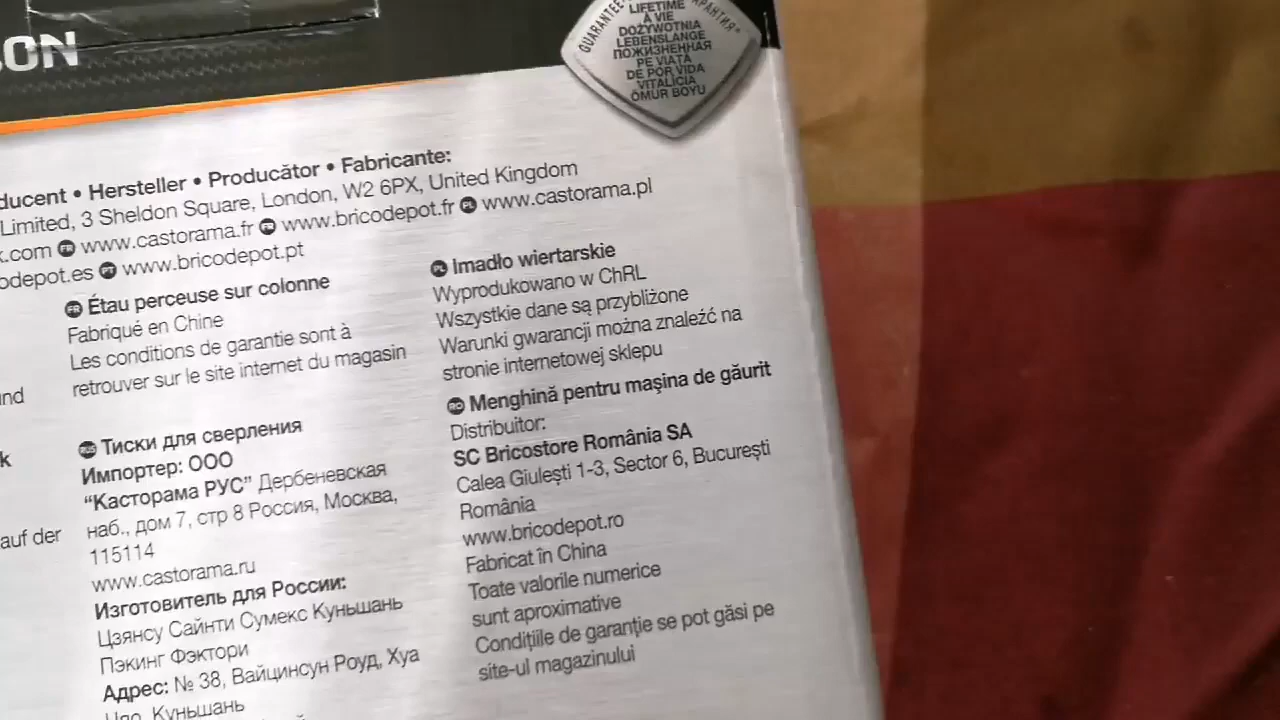 ON
GUARANTEE
LIFETIME
À VIE
DOŻYWOTNIA
LEBENSLANGE
ПОЖИЗНЕННАЯ
PE VIAȚĂ
DE POR VIDA
VITALÍCIA
ÖMÜR BOYU
ducent • Hersteller • Producător • Fabricante:
Limited, 3 Sheldon Square, London, W2 6PX, United Kingdom
k.com FR www.castorama.fr FR www.bricodepot.fr PL www.castorama.pl
odepot.es PT www.bricodepot.pt
FR Étau perceuse sur colonne
Fabriqué en Chine
Les conditions de garantie sont à
retrouver sur le site internet du magasin
RUS Тиски для сверления
Импортер: ООО
“Касторама РУС” Дербеневская
наб., дом 7, стр 8 Россия, Москва,
115114
www.castorama.ru
Изготовитель для России:
Цзянсу Сайнти Сумекс Куньшань
Пэкинг Фэктори
Адрес: № 38, Вайцинсун Роуд, Хуа
Куньшань
PL Imadło wiertarskie
Wyprodukowano w ChRL
Wszystkie dane są przybliżone
Warunki gwarancji można znaleźć na
stronie internetowej sklepu
RO Menghină pentru mașina de găurit
Distribuitor:
SC Bricostore România SA
Calea Giulești 1-3, Sector 6, București
România
www.bricodepot.ro
Fabricat în China
Toate valorile numerice
sunt aproximative
Condițiile de garanție se pot găsi pe
site-ul magazinului
auf der